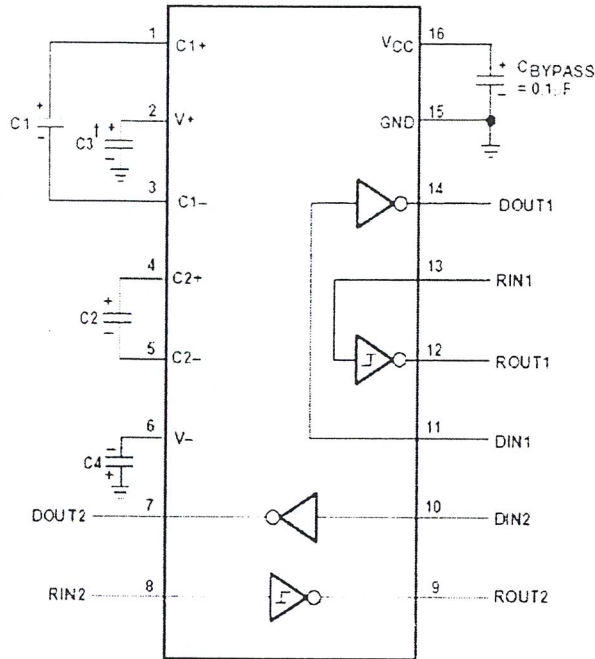 1 C1+ VCC 16
CBYPASS
= 0.1µF
+
−
C1 + −
2 V+
C3† + −
GND 15
3 C1− 14 DOUT1
4 C2+ 13 RIN1
C2 + −
5 C2− 12 ROUT1
6 V− 11 DIN1
C4 − +
DOUT2 7 10 DIN2
RIN2 8 9 ROUT2